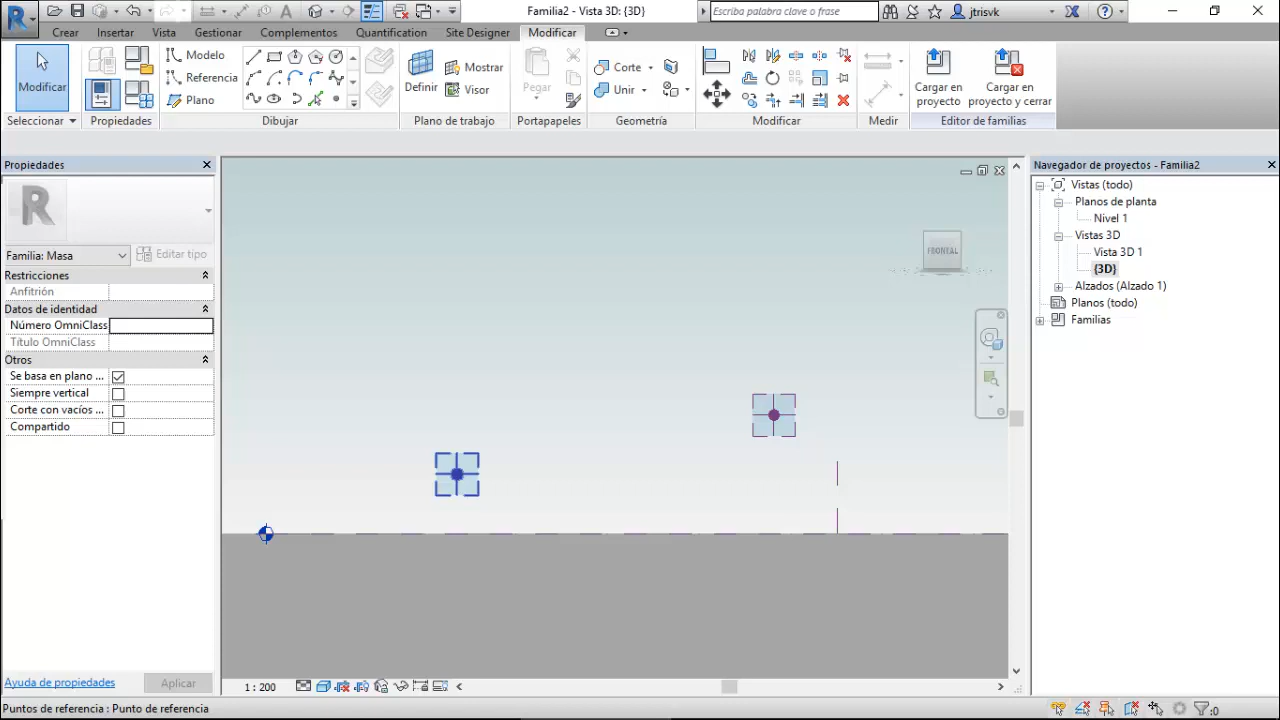 Familia2 - Vista 3D: {3D}
Escriba palabra clave o frase
jtrisvk
Crear
Insertar
Vista
Gestionar
Complementos
Quantification
Site Designer
Modificar
Modificar
Seleccionar
Propiedades
Modelo
Referencia
Plano
Dibujar
Definir
Mostrar
Visor
Plano de trabajo
Pegar
Portapapeles
Corte
Unir
Geometría
Modificar
Medir
Cargar en
proyecto
Cargar en
proyecto y cerrar
Editor de familias
Propiedades
Familia: Masa
Editar tipo
Restricciones
Anfitrión
Datos de identidad
Número OmniClass
Título OmniClass
Otros
Se basa en plano ...
Siempre vertical
Corte con vacíos ...
Compartido
Ayuda de propiedades
Aplicar
FRONTAL
Navegador de proyectos - Familia2
Vistas (todo)
Planos de planta
Nivel 1
Vistas 3D
Vista 3D 1
{3D}
Alzados (Alzado 1)
Planos (todo)
Familias
1 : 200
Puntos de referencia : Punto de referencia
:0